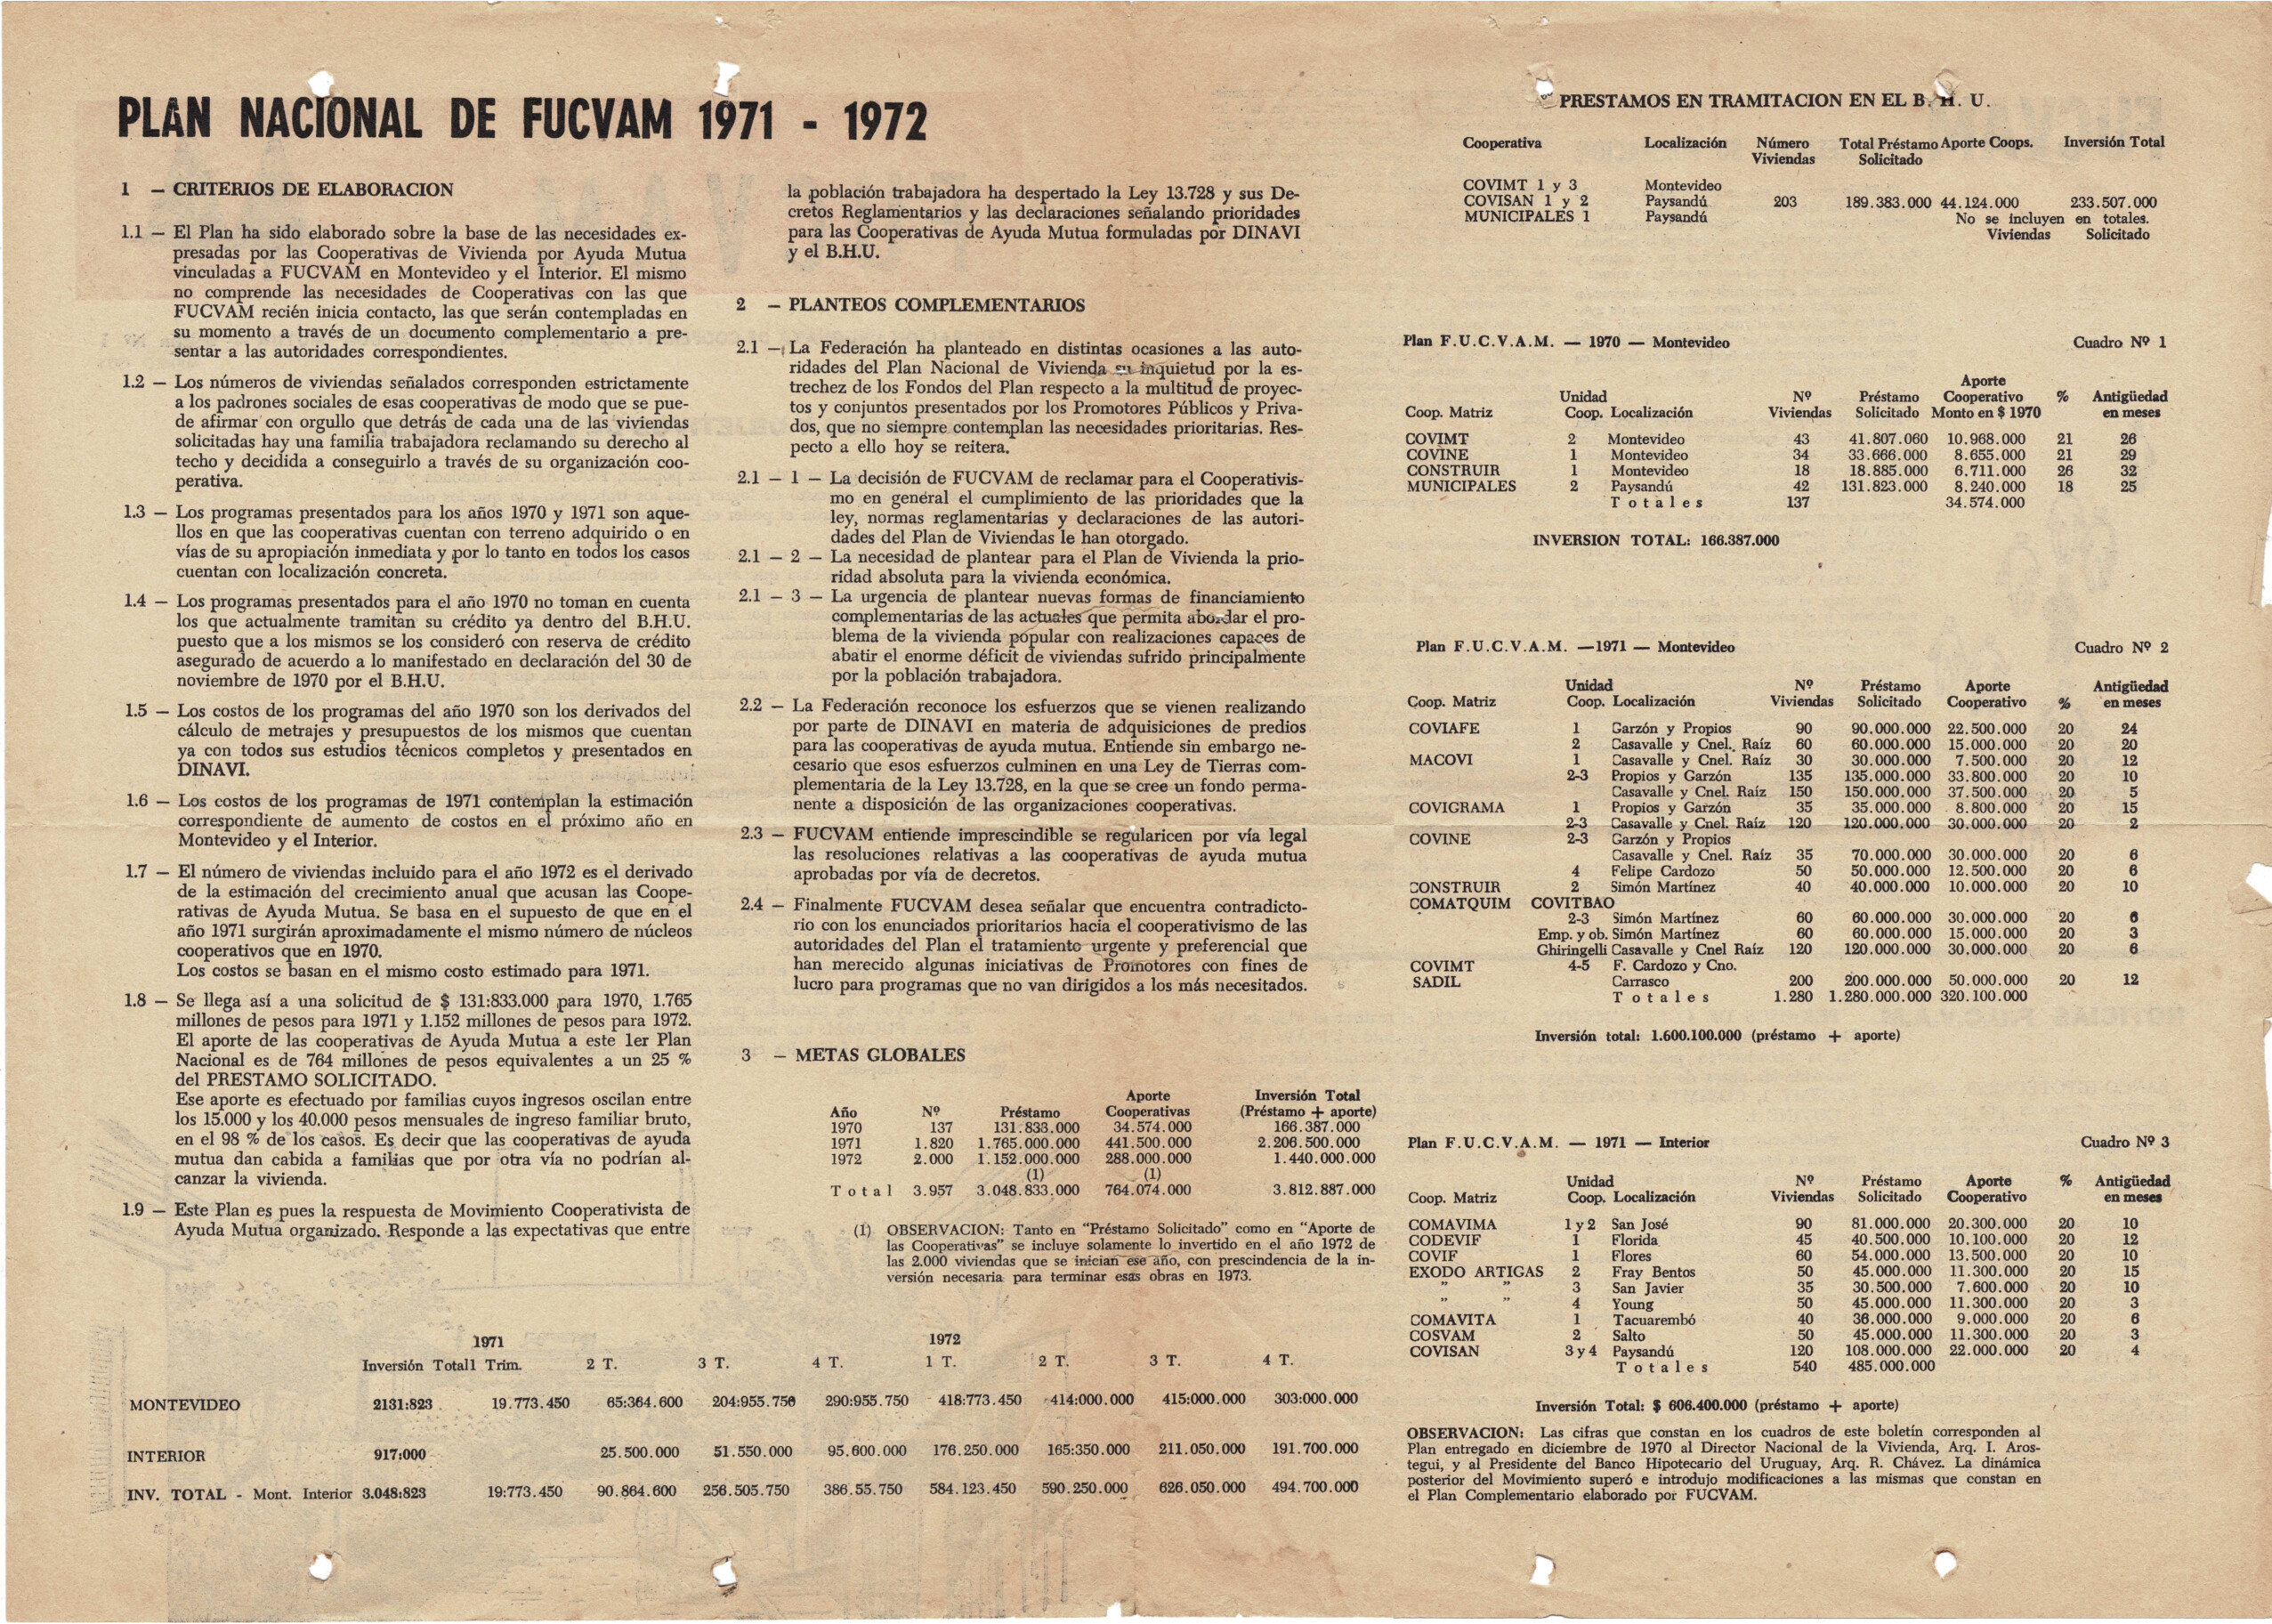 PLAN NACIONAL DE FUCVAM 1971 - 1972
1 — CRITERIOS DE ELABORACION
1.1 — El Plan ha sido elaborado sobre la base de las necesidades ex-
presadas por las Cooperativas de Vivienda por Ayuda Mutua
vinculadas a FUCVAM en Montevideo y el Interior. El mismo
no comprende las necesidades de Cooperativas con las que
FUCVAM recién inicia contacto, las que serán contempladas en
su momento a través de un documento complementario a pre-
sentar a las autoridades correspondientes.
1.2 — Los números de viviendas señalados corresponden estrictamente
a los padrones sociales de esas cooperativas de modo que se pue-
de afirmar con orgullo que detrás de cada una de las viviendas
solicitadas hay una familia trabajadora reclamando su derecho al
techo y decidida a conseguirlo a través de su organización coo-
perativa.
1.3 — Los programas presentados para los años 1970 y 1971 son aque-
llos en que las cooperativas cuentan con terreno adquirido o en
vías de su apropiación inmediata y por lo tanto en todos los casos
cuentan con localización concreta.
1.4 — Los programas presentados para el año 1970 no toman en cuenta
los que actualmente tramitan su crédito ya dentro del B.H.U.
puesto que a los mismos se los consideró con reserva de crédito
asegurado de acuerdo a lo manifestado en declaración del 30 de
noviembre de 1970 por el B.H.U.
1.5 — Los costos de los programas del año 1970 son los derivados del
cálculo de metrajes y presupuestos de los mismos que cuentan
ya con todos sus estudios técnicos completos y presentados en
DINAVI.
1.6 — Los costos de los programas de 1971 contemplan la estimación
correspondiente de aumento de costos en el próximo año en
Montevideo y el Interior.
1.7 — El número de viviendas incluido para el año 1972 es el derivado
de la estimación del crecimiento anual que acusan las Coope-
rativas de Ayuda Mutua. Se basa en el supuesto de que en el
año 1971 surgirán aproximadamente el mismo número de núcleos
cooperativos que en 1970.
Los costos se basan en el mismo costo estimado para 1971.
1.8 — Se llega así a una solicitud de $ 131:833.000 para 1970, 1.765
millones de pesos para 1971 y 1.152 millones de pesos para 1972.
El aporte de las cooperativas de Ayuda Mutua a este 1er Plan
Nacional es de 764 millones de pesos equivalentes a un 25 %
del PRESTAMO SOLICITADO.
Ese aporte es efectuado por familias cuyos ingresos oscilan entre
los 15.000 y los 40.000 pesos mensuales de ingreso familiar bruto,
en el 98 % de los casos. Es decir que las cooperativas de ayuda
mutua dan cabida a familias que por otra vía no podrían al-
canzar la vivienda.
1.9 — Este Plan es pues la respuesta de Movimiento Cooperativista de
Ayuda Mutua organizado. Responde a las expectativas que entre
la población trabajadora ha despertado la Ley 13.728 y sus De-
cretos Reglamentarios y las declaraciones señalando prioridades
para las Cooperativas de Ayuda Mutua formuladas por DINAVI
y el B.H.U.
2 — PLANTEOS COMPLEMENTARIOS
2.1 — La Federación ha planteado en distintas ocasiones a las auto-
ridades del Plan Nacional de Vivienda su inquietud por la es-
trechez de los Fondos del Plan respecto a la multitud de proyec-
tos y conjuntos presentados por los Promotores Públicos y Priva-
dos, que no siempre contemplan las necesidades prioritarias. Res-
pecto a ello hoy se reitera.
2.1 — 1 — La decisión de FUCVAM de reclamar para el Cooperativis-
mo en general el cumplimiento de las prioridades que la
ley, normas reglamentarias y declaraciones de las autori-
dades del Plan de Viviendas le han otorgado.
2.1 — 2 — La necesidad de plantear para el Plan de Vivienda la prio-
ridad absoluta para la vivienda económica.
2.1 — 3 — La urgencia de plantear nuevas formas de financiamiento
complementarias de las actuales que permita abordar el pro-
blema de la vivienda popular con realizaciones capaces de
abatir el enorme déficit de viviendas sufrido principalmente
por la población trabajadora.
2.2 — La Federación reconoce los esfuerzos que se vienen realizando
por parte de DINAVI en materia de adquisiciones de predios
para las cooperativas de ayuda mutua. Entiende sin embargo ne-
cesario que esos esfuerzos culminen en una Ley de Tierras com-
plementaria de la Ley 13.728, en la que se cree un fondo perma-
nente a disposición de las organizaciones cooperativas.
2.3 — FUCVAM entiende imprescindible se regularicen por vía legal
las resoluciones relativas a las cooperativas de ayuda mutua
aprobadas por vía de decretos.
2.4 — Finalmente FUCVAM desea señalar que encuentra contradicto-
rio con los enunciados prioritarios hacia el cooperativismo de las
autoridades del Plan el tratamiento urgente y preferencial que
han merecido algunas iniciativas de Promotores con fines de
lucro para programas que no van dirigidos a los más necesitados.
3 — METAS GLOBALES
Aporte Inversión Total
Año Nº Préstamo Cooperativas (Préstamo + aporte)
1970 137 131.833.000 34.574.000 166.387.000
1971 1.820 1.765.000.000 441.500.000 2.206.500.000
1972 2.000 1.152.000.000 288.000.000 1.440.000.000
(1) (1)
Total 3.957 3.048.833.000 764.074.000 3.812.887.000
(1) OBSERVACION: Tanto en "Préstamo Solicitado" como en "Aporte de
las Cooperativas" se incluye solamente lo invertido en el año 1972 de
las 2.000 viviendas que se inician ese año, con prescindencia de la in-
versión necesaria para terminar esas obras en 1973.
1971 1972
Inversión Total 1 Trim. 2 T. 3 T. 4 T. 1 T. 2 T. 3 T. 4 T.
MONTEVIDEO 2131:823 19.773.450 65:364.600 204:955.750 290:955.750 418:773.450 414:000.000 415:000.000 303:000.000
INTERIOR 917:000 25.500.000 51.550.000 95.600.000 176.250.000 165:350.000 211.050.000 191.700.000
INV. TOTAL - Mont. Interior 3.048:823 19:773.450 90.864.600 256.505.750 386.55.750 584.123.450 590.250.000 626.050.000 494.700.000
PRESTAMOS EN TRAMITACION EN EL B. H. U.
Cooperativa Localización Número Total Préstamo Aporte Coops. Inversión Total
Viviendas Solicitado
COVIMT 1 y 3 Montevideo
COVISAN 1 y 2 Paysandú 203 189.383.000 44.124.000 233.507.000
MUNICIPALES 1 Paysandú No se incluyen en totales.
Viviendas Solicitado
Plan F.U.C.V.A.M. — 1970 — Montevideo Cuadro Nº 1
Aporte
Unidad Nº Préstamo Cooperativo % Antigüedad
Coop. Matriz Coop. Localización Viviendas Solicitado Monto en $ 1970 en meses
COVIMT 2 Montevideo 43 41.807.060 10.968.000 21 26
COVINE 1 Montevideo 34 33.666.000 8.655.000 21 29
CONSTRUIR 1 Montevideo 18 18.885.000 6.711.000 26 32
MUNICIPALES 2 Paysandú 42 131.823.000 8.240.000 18 25
Totales 137 34.574.000
INVERSION TOTAL: 166.387.000
Plan F.U.C.V.A.M. —1971 — Montevideo Cuadro Nº 2
Unidad Nº Préstamo Aporte Antigüedad
Coop. Matriz Coop. Localización Viviendas Solicitado Cooperativo % en meses
COVIAFE 1 Garzón y Propios 90 90.000.000 22.500.000 20 24
2 Casavalle y Cnel. Raíz 60 60.000.000 15.000.000 20 20
MACOVI 1 Casavalle y Cnel. Raíz 30 30.000.000 7.500.000 20 12
2-3 Propios y Garzón 135 135.000.000 33.800.000 20 10
Casavalle y Cnel. Raíz 150 150.000.000 37.500.000 20 5
COVIGRAMA 1 Propios y Garzón 35 35.000.000 8.800.000 20 15
2-3 Casavalle y Cnel. Raíz 120 120.000.000 30.000.000 20 2
COVINE 2-3 Garzón y Propios
Casavalle y Cnel. Raíz 35 70.000.000 30.000.000 20 6
4 Felipe Cardozo 50 50.000.000 12.500.000 20 6
CONSTRUIR 2 Simón Martínez 40 40.000.000 10.000.000 20 10
COMATQUIM COVITBAO
2-3 Simón Martínez 60 60.000.000 30.000.000 20 6
Emp. y ob. Simón Martínez 60 60.000.000 15.000.000 20 3
Ghiringelli Casavalle y Cnel Raíz 120 120.000.000 30.000.000 20 6
COVIMT 4-5 F. Cardozo y Cno.
SADIL Carrasco 200 200.000.000 50.000.000 20 12
Totales 1.280 1.280.000.000 320.100.000
Inversión total: 1.600.100.000 (préstamo + aporte)
Plan F.U.C.V.A.M. — 1971 — Interior Cuadro Nº 3
Unidad Nº Préstamo Aporte % Antigüedad
Coop. Matriz Coop. Localización Viviendas Solicitado Cooperativo en meses
COMAVIMA 1 y 2 San José 90 81.000.000 20.300.000 20 10
CODEVIF 1 Florida 45 40.500.000 10.100.000 20 12
COVIF 1 Flores 60 54.000.000 13.500.000 20 10
EXODO ARTIGAS 2 Fray Bentos 50 45.000.000 11.300.000 20 15
" " 3 San Javier 35 30.500.000 7.600.000 20 10
" " 4 Young 50 45.000.000 11.300.000 20 3
COMAVITA 1 Tacuarembó 40 36.000.000 9.000.000 20 6
COSVAM 2 Salto 50 45.000.000 11.300.000 20 3
COVISAN 3 y 4 Paysandú 120 108.000.000 22.000.000 20 4
Totales 540 485.000.000
Inversión Total: $ 606.400.000 (préstamo + aporte)
OBSERVACION: Las cifras que constan en los cuadros de este boletín corresponden al
Plan entregado en diciembre de 1970 al Director Nacional de la Vivienda, Arq. I. Aros-
tegui, y al Presidente del Banco Hipotecario del Uruguay, Arq. R. Chávez. La dinámica
posterior del Movimiento superó e introdujo modificaciones a las mismas que constan en
el Plan Complementario elaborado por FUCVAM.